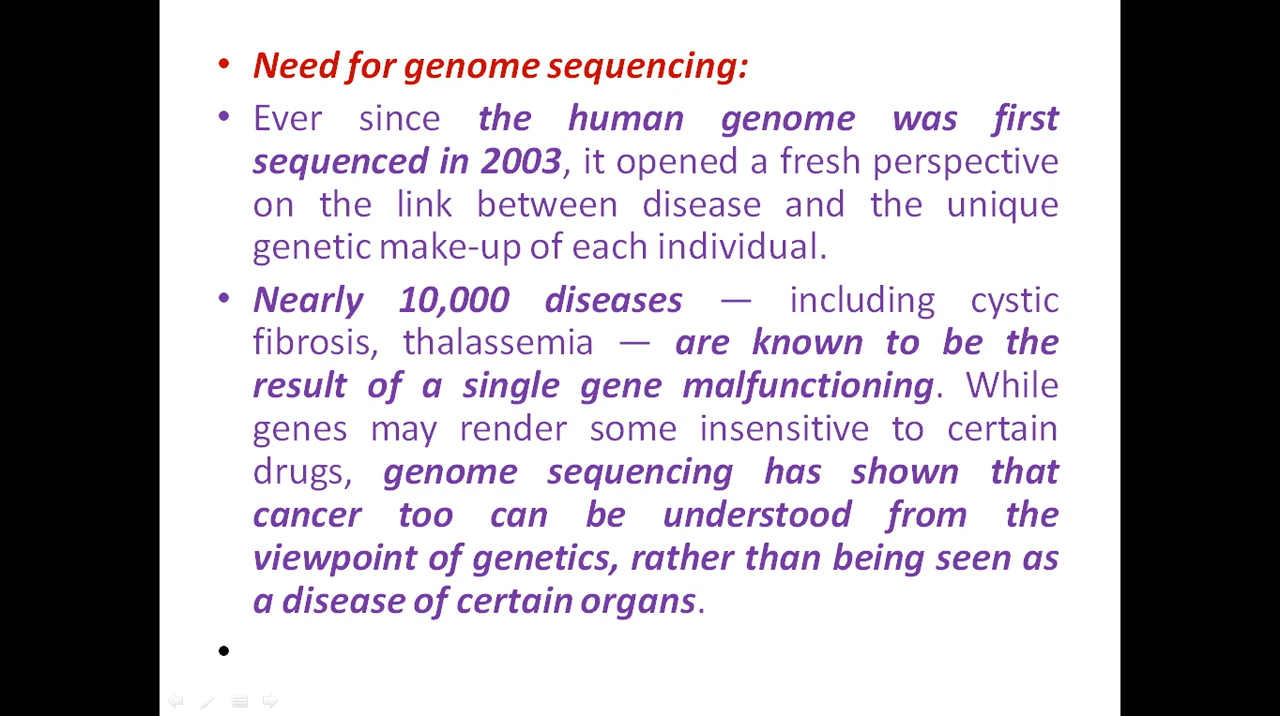 • Need for genome sequencing:
• Ever since the human genome was first
sequenced in 2003, it opened a fresh perspective
on the link between disease and the unique
genetic make-up of each individual.
• Nearly 10,000 diseases — including cystic
fibrosis, thalassemia — are known to be the
result of a single gene malfunctioning. While
genes may render some insensitive to certain
drugs, genome sequencing has shown that
cancer too can be understood from the
viewpoint of genetics, rather than being seen as
a disease of certain organs.
•